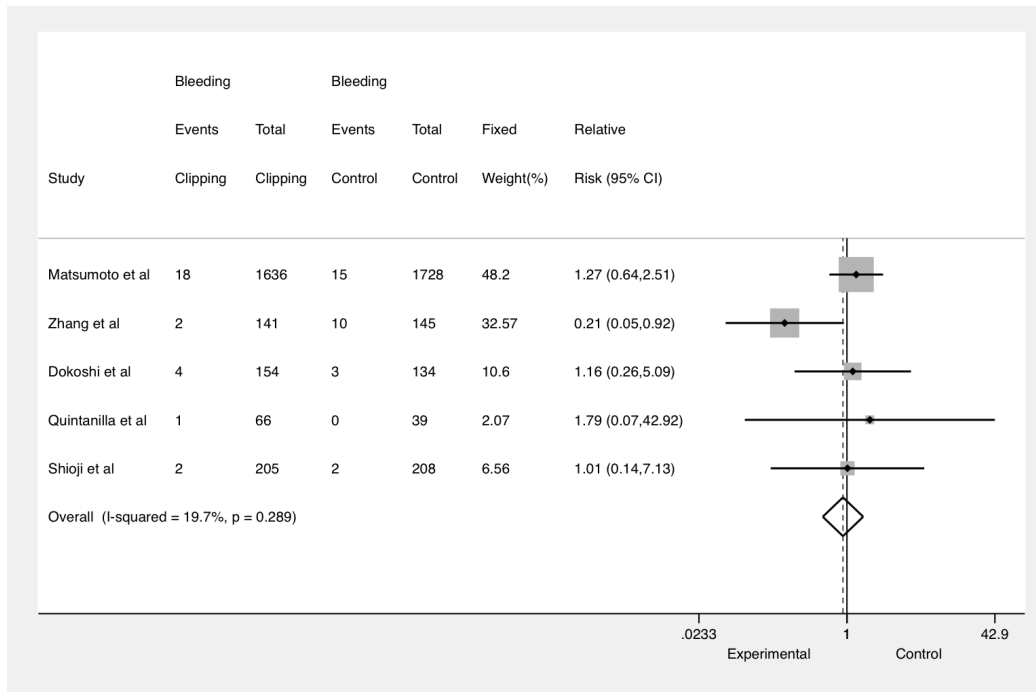 Bleeding Bleeding
Events Total Events Total Fixed Relative
Study Clipping Clipping Control Control Weight(%) Risk (95% CI)
Matsumoto et al 18 1636 15 1728 48.2 1.27 (0.64,2.51)
Zhang et al 2 141 10 145 32.57 0.21 (0.05,0.92)
Dokoshi et al 4 154 3 134 10.6 1.16 (0.26,5.09)
Quintanilla et al 1 66 0 39 2.07 1.79 (0.07,42.92)
Shioji et al 2 205 2 208 6.56 1.01 (0.14,7.13)
Overall (I-squared = 19.7%, p = 0.289)
.0233 1 42.9
Experimental Control